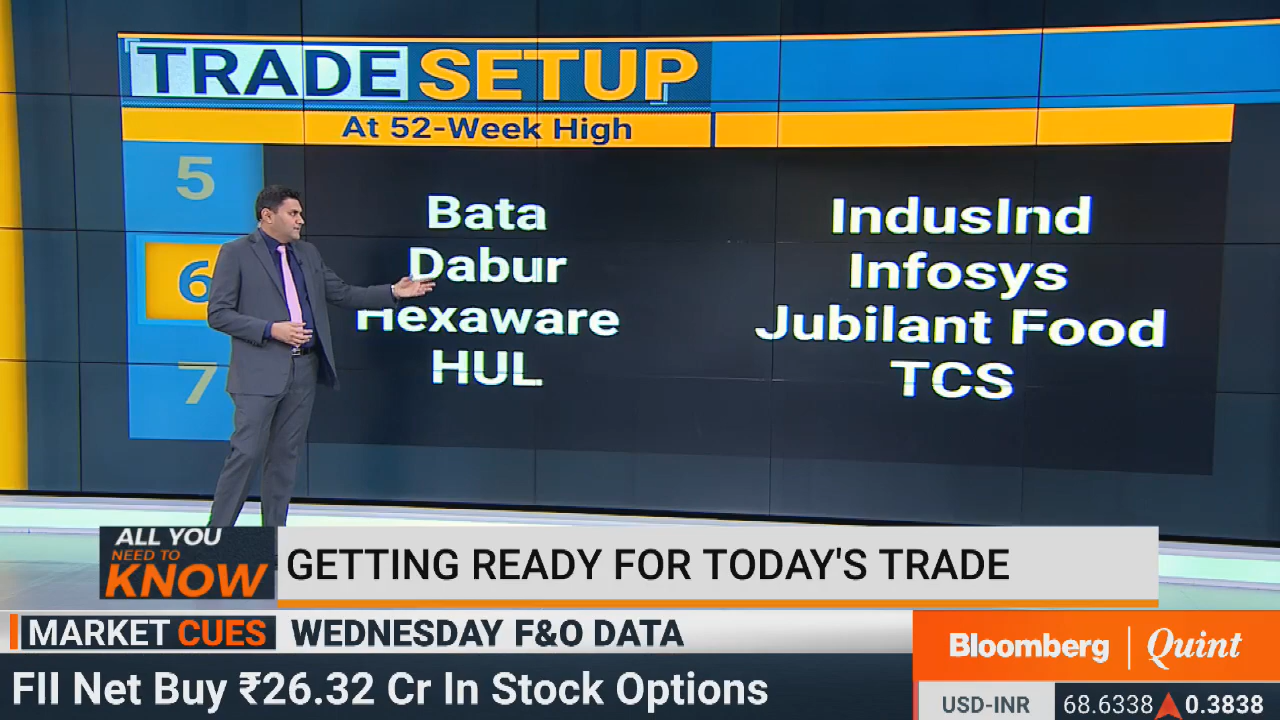 TRADE SETUP
At 52-Week High
5
6
7
Bata
Dabur
Hexaware
HUL
IndusInd
Infosys
Jubilant Food
TCS
ALL YOU
NEED TO
KNOW
GETTING READY FOR TODAY'S TRADE
MARKET CUES
WEDNESDAY F&O DATA
FII Net Buy ₹26.32 Cr In Stock Options
Bloomberg | Quint
USD-INR 68.6338 0.3838